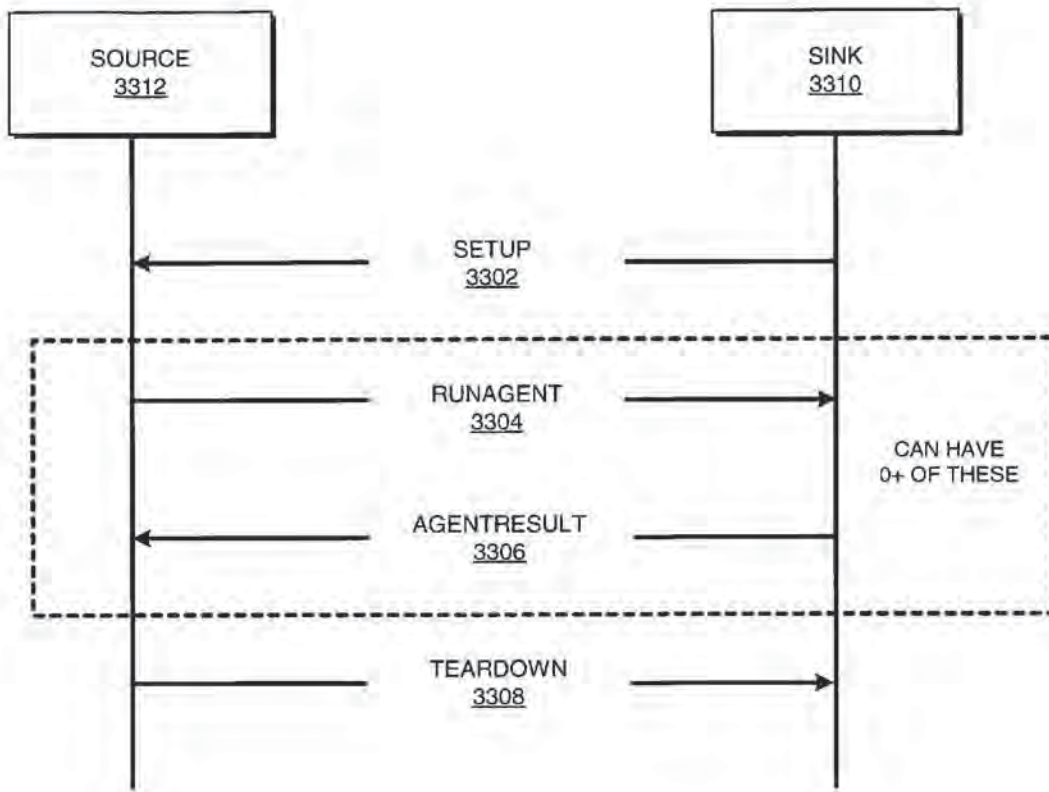 SOURCE
3312
SINK
3310
SETUP
3302
RUNAGENT
3304
CAN HAVE
0+ OF THESE
AGENTRESULT
3306
TEARDOWN
3308